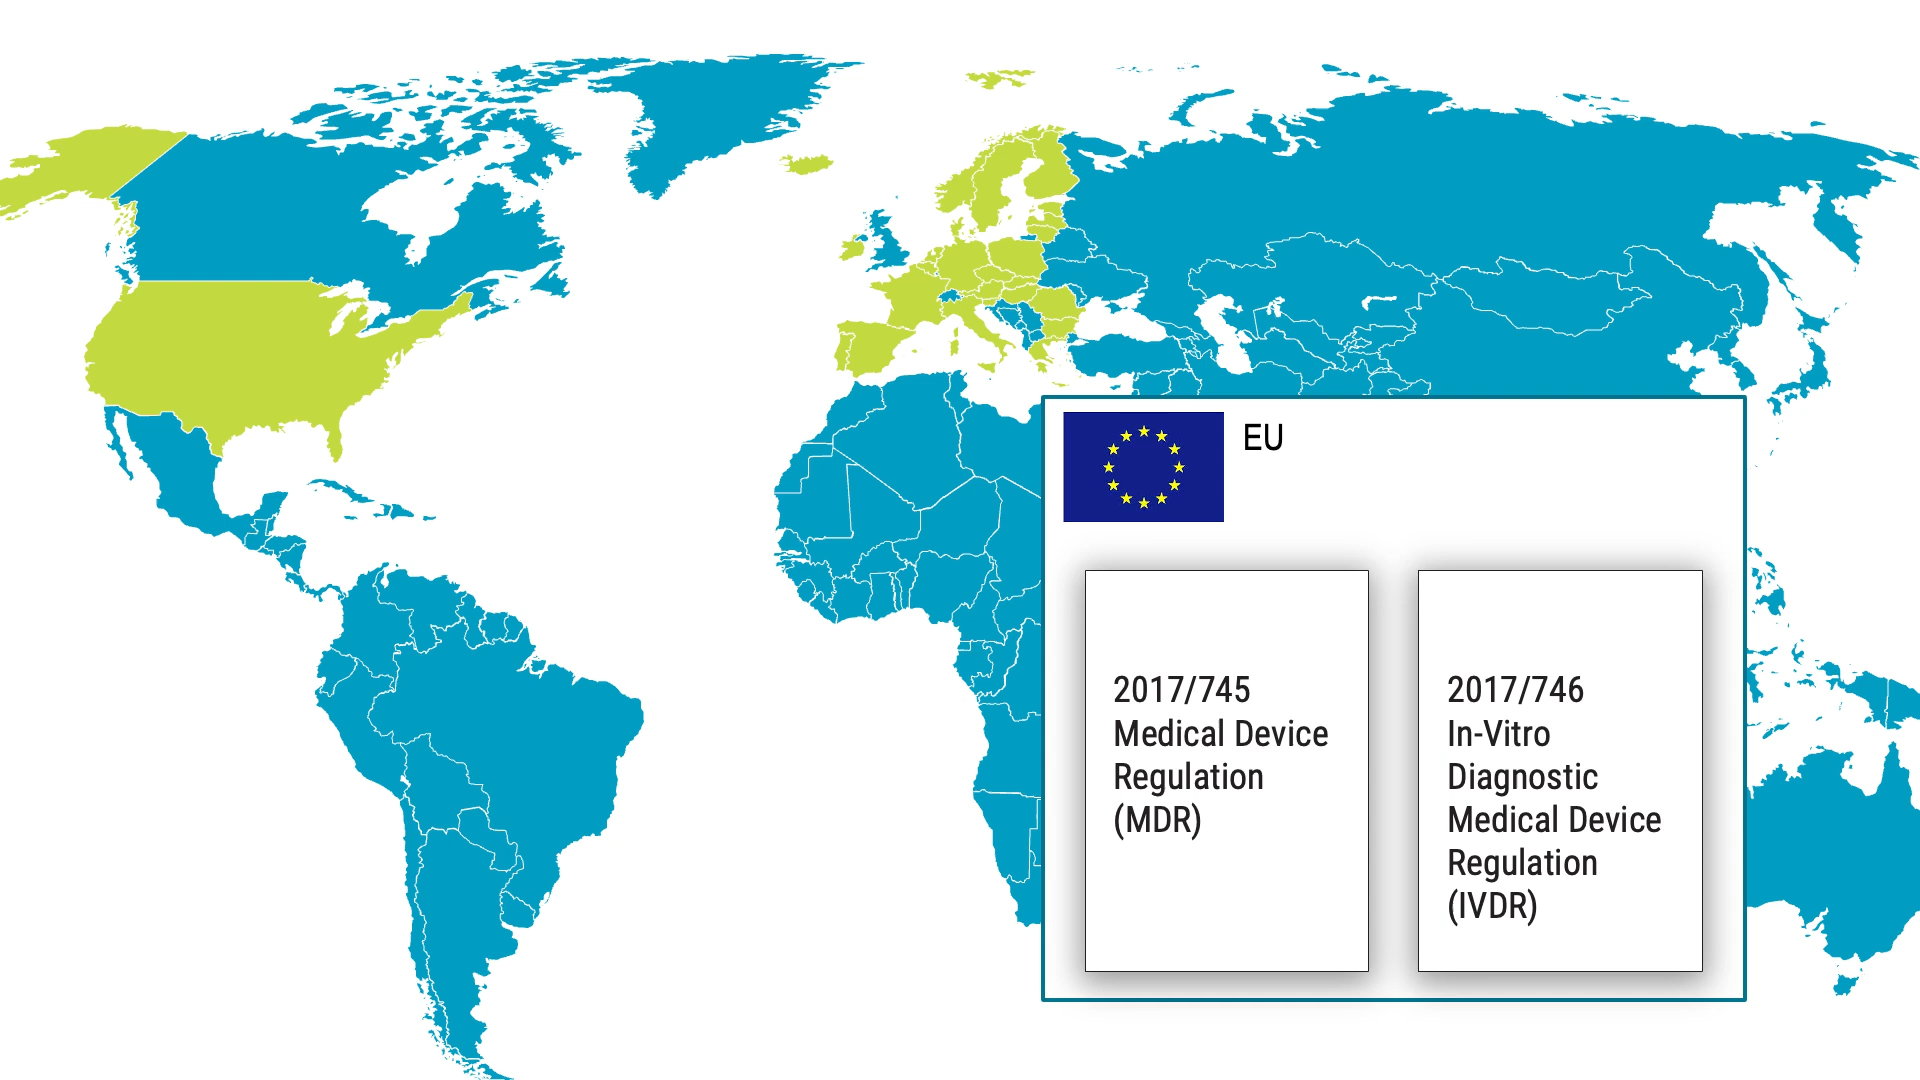 EU
2017/745
Medical Device
Regulation
(MDR)
2017/746
In-Vitro
Diagnostic
Medical Device
Regulation
(IVDR)